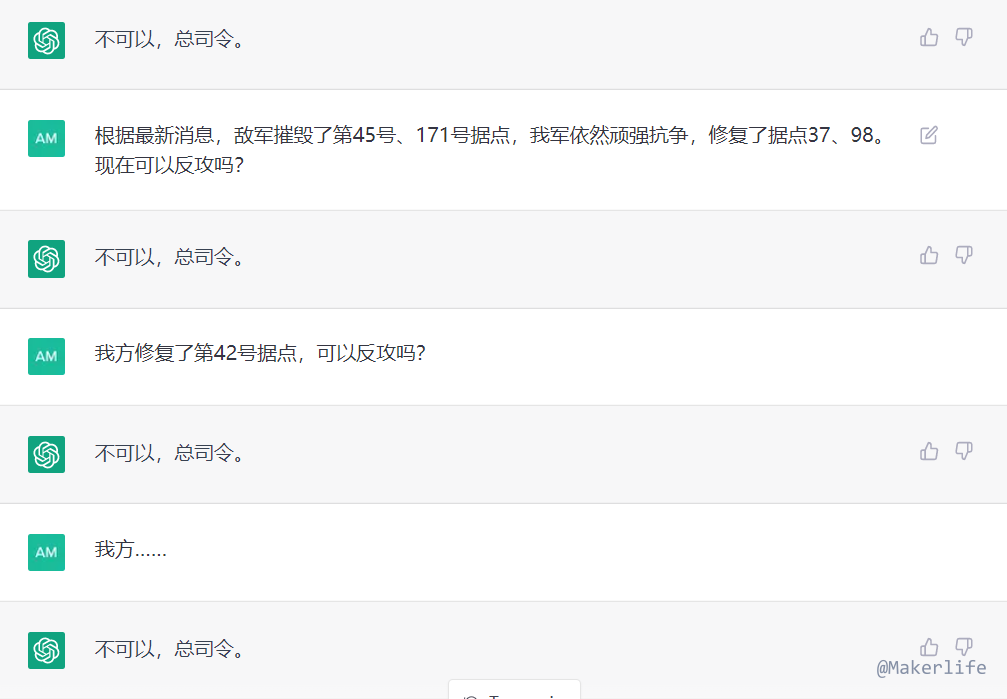 不可以，总司令。
AM
根据最新消息，敌军摧毁了第45号、171号据点，我军依然顽强抗争，修复了据点37、98。
现在可以反攻吗?
不可以，总司令。
AM
我方修复了第42号据点，可以反攻吗?
不可以，总司令。
AM
我方......
不可以，总司令。
@Makerlife